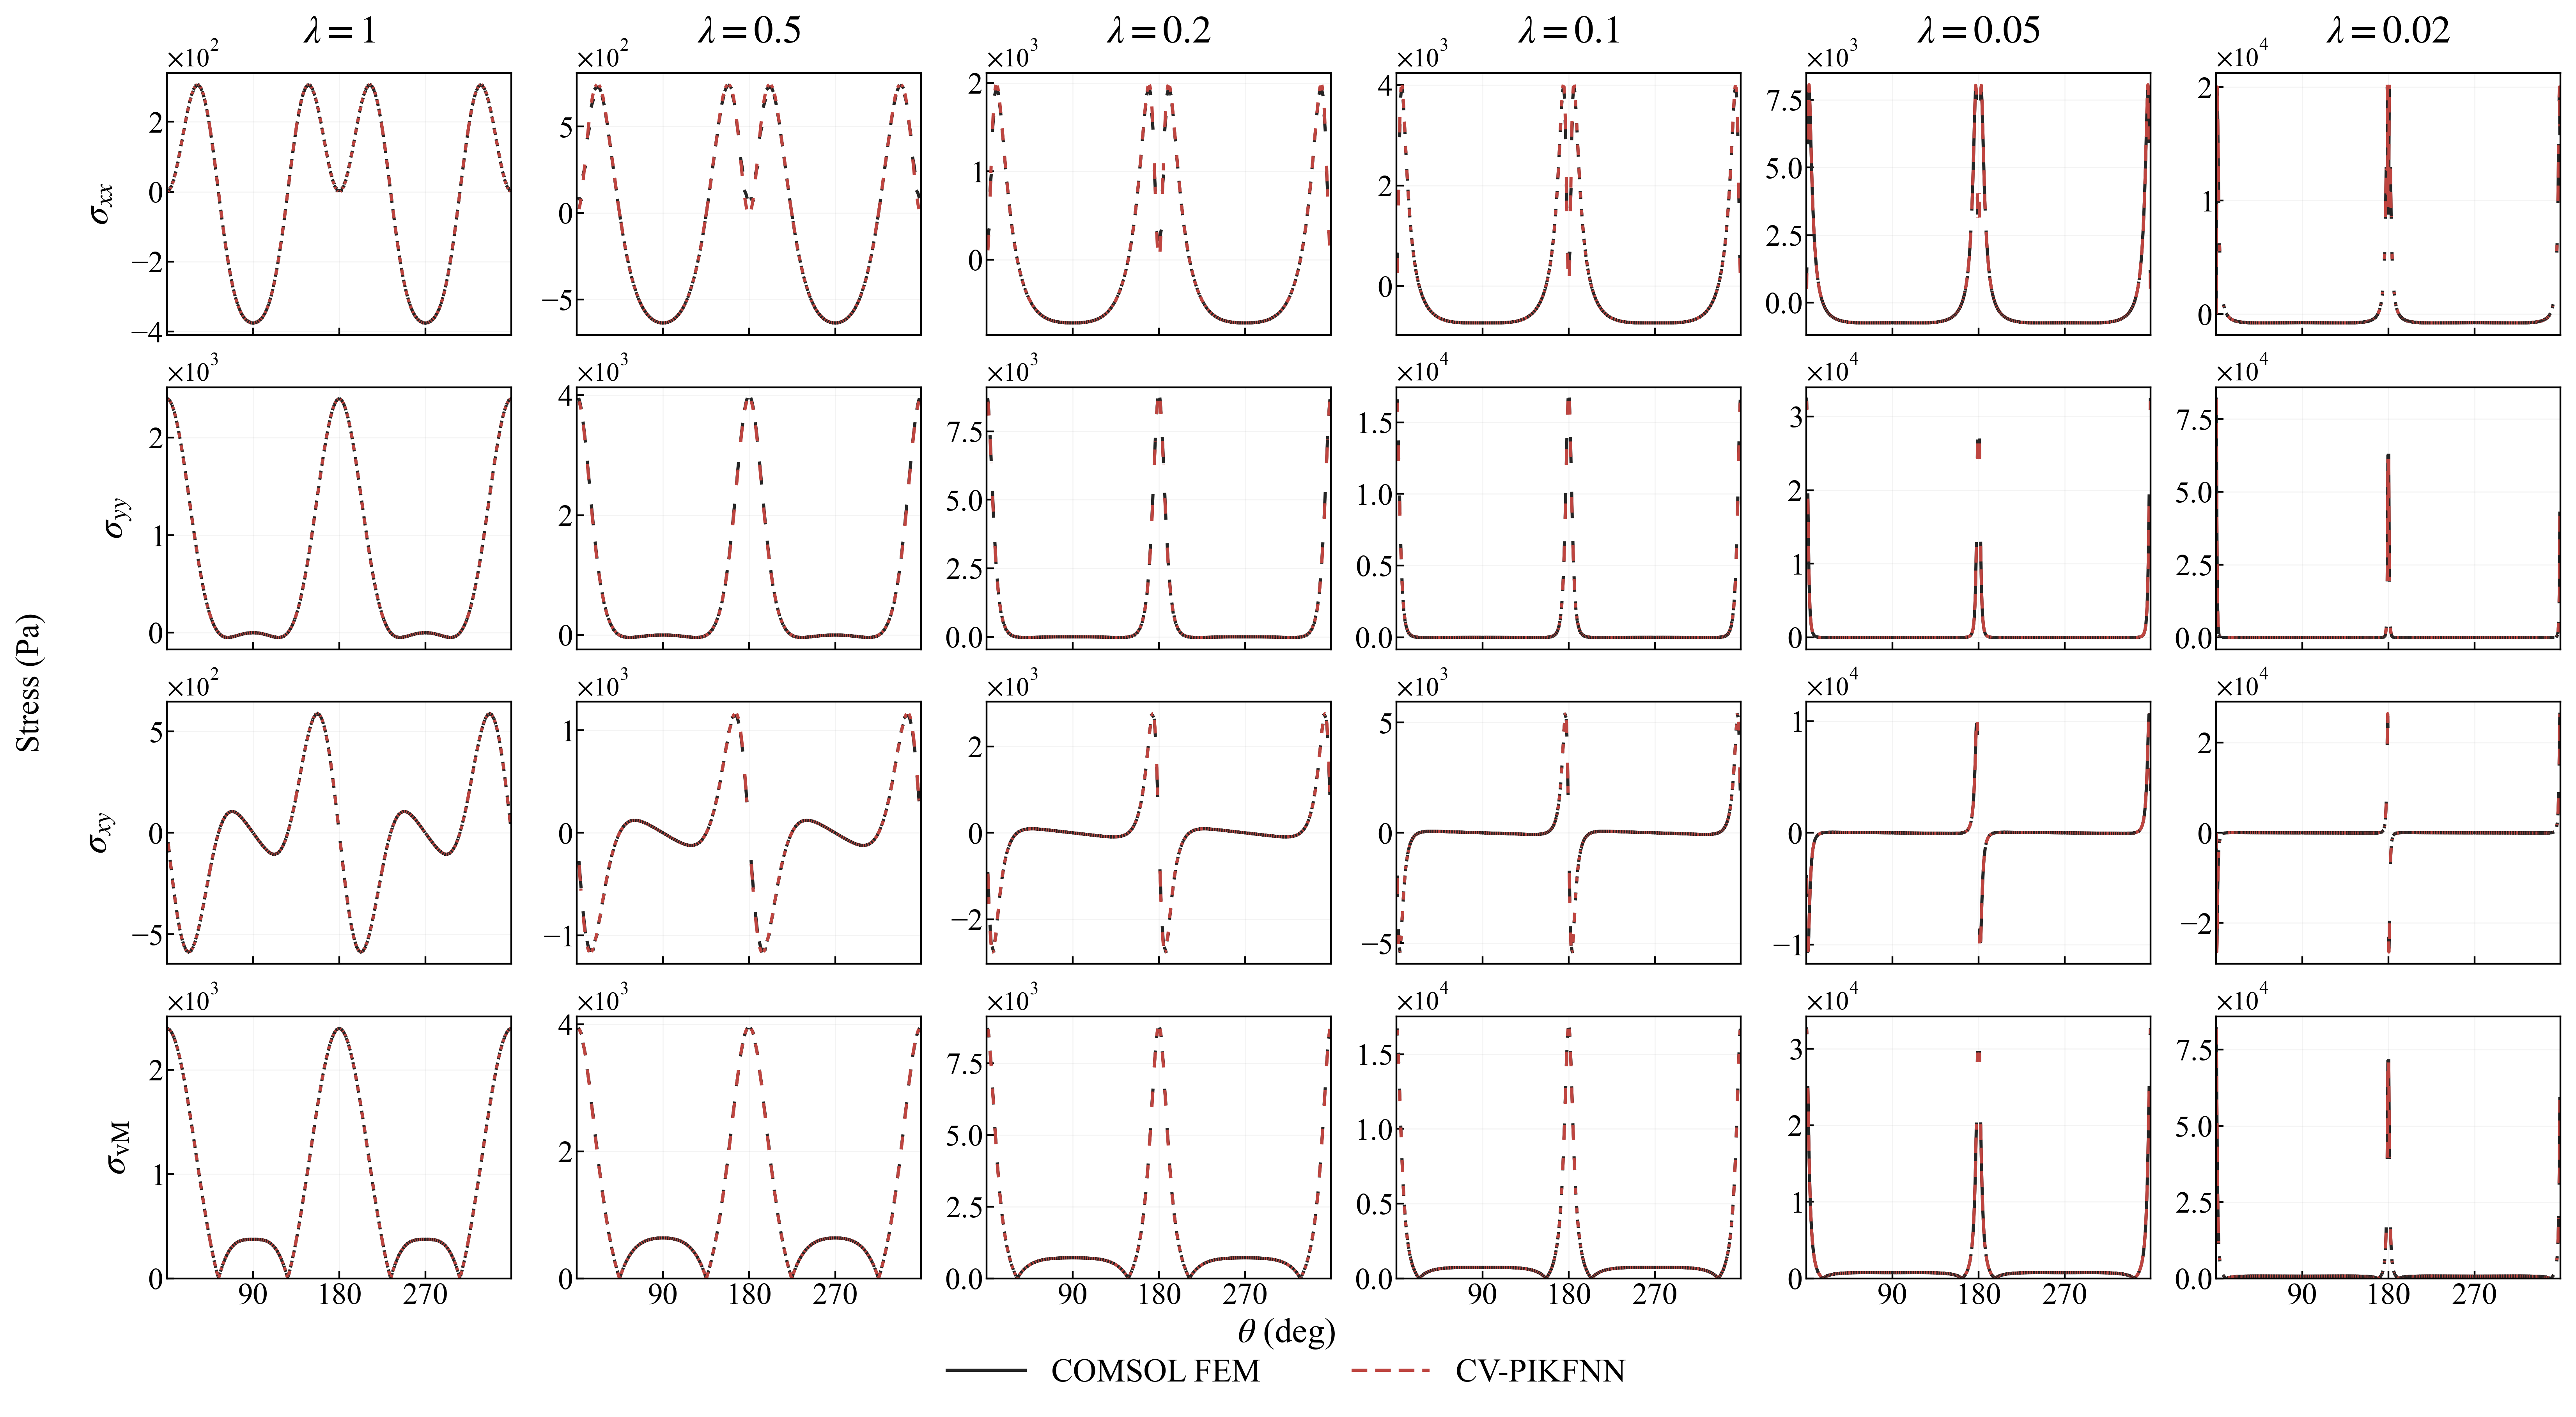 λ = 1 λ = 0.5 λ = 0.2 λ = 0.1 λ = 0.05 λ = 0.02
×10² ×10² ×10³ ×10³ ×10³ ×10⁴
σxx
2 0 −2 −4
5 0 −5
2 1 0
4 2 0
7.5 5.0 2.5 0.0
2 1 0
×10³ ×10³ ×10³ ×10⁴ ×10⁴ ×10⁴
σyy
2 1 0
4 2 0
7.5 5.0 2.5 0.0
1.5 1.0 0.5 0.0
3 2 1 0
7.5 5.0 2.5 0.0
Stress (Pa)
×10² ×10³ ×10³ ×10³ ×10⁴ ×10⁴
σxy
5 0 −5
1 0 −1
2 0 −2
5 0 −5
1 0 −1
2 0 −2
×10³ ×10³ ×10³ ×10⁴ ×10⁴ ×10⁴
σvM
2 1 0
4 2 0
7.5 5.0 2.5 0.0
1.5 1.0 0.5 0.0
3 2 1 0
7.5 5.0 2.5 0.0
90 180 270 90 180 270 90 180 270 90 180 270 90 180 270 90 180 270
θ (deg)
COMSOL FEM CV-PIKFNN